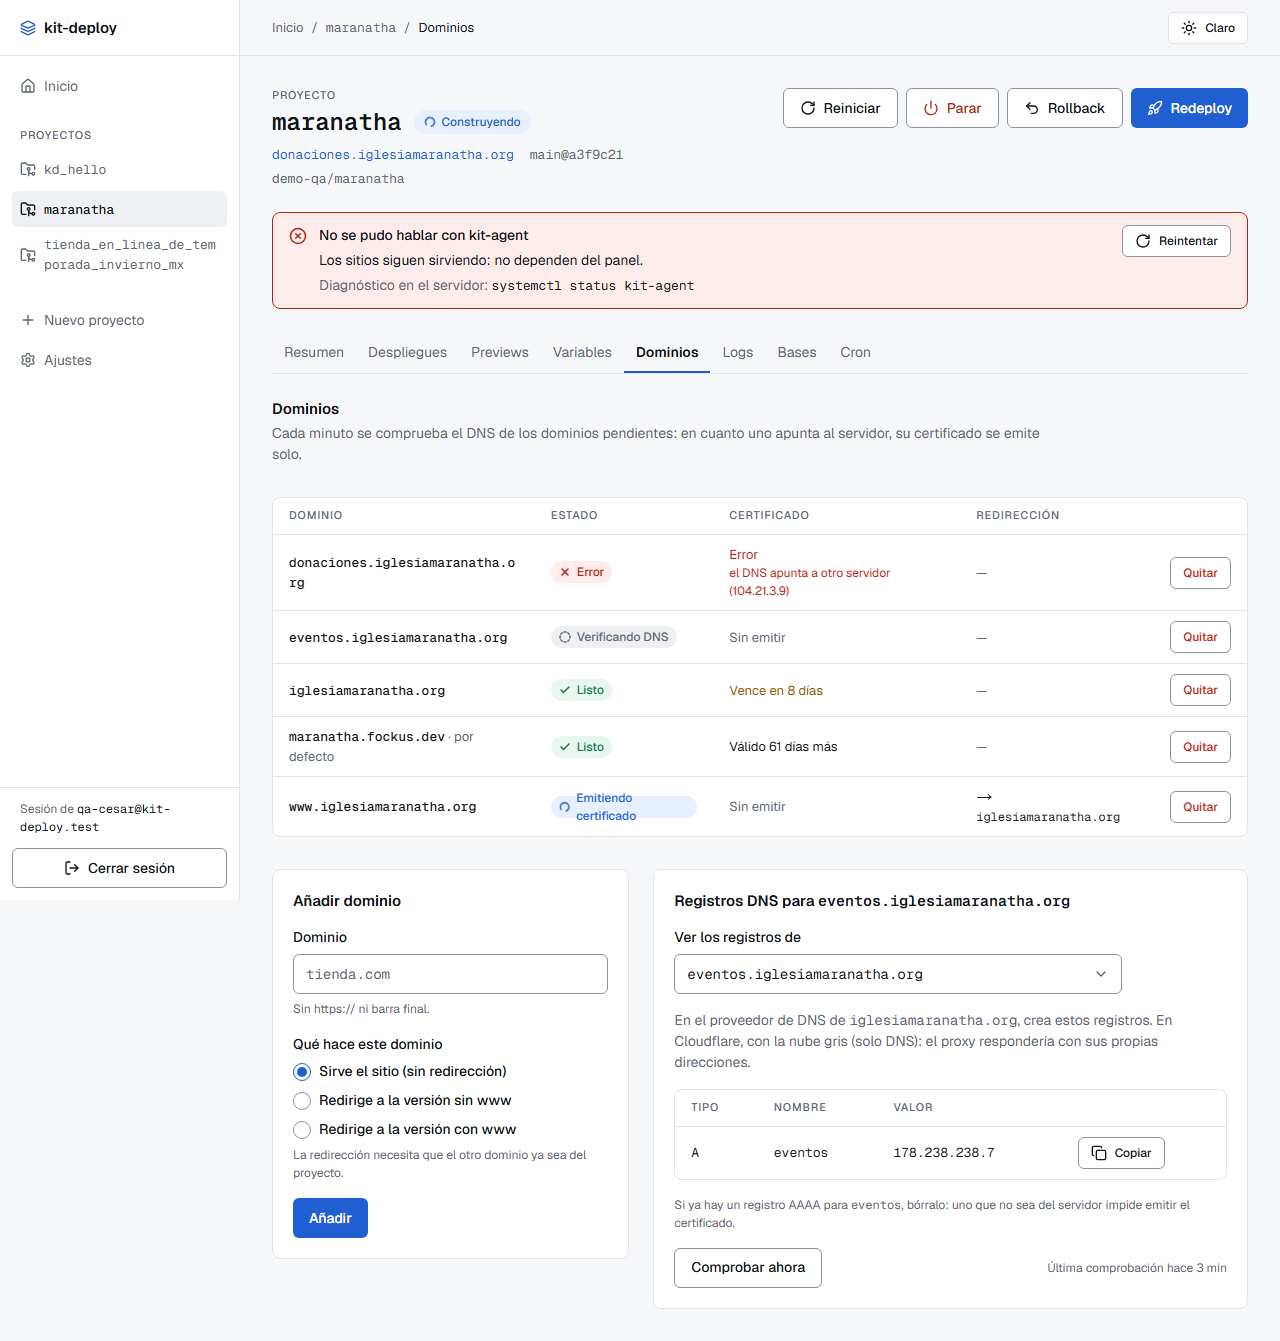 kit-deploy
Inicio / maranatha / Dominios
Claro
Inicio
PROYECTOS
kd_hello
maranatha
tienda_en_linea_de_tem
porada_invierno_mx
Nuevo proyecto
Ajustes
Sesión de qa-cesar@kit-
deploy.test
Cerrar sesión
PROYECTO
maranatha Construyendo
Reiniciar Parar Rollback Redeploy
donaciones.iglesiamaranatha.org main@a3f9c21
demo-qa/maranatha
No se pudo hablar con kit-agent
Los sitios siguen sirviendo: no dependen del panel.
Diagnóstico en el servidor: systemctl status kit-agent
Reintentar
Resumen Despliegues Previews Variables Dominios Logs Bases Cron
Dominios
Cada minuto se comprueba el DNS de los dominios pendientes: en cuanto uno apunta al servidor, su certificado se emite
solo.
DOMINIO ESTADO CERTIFICADO REDIRECCIÓN
donaciones.iglesiamaranatha.o
rg
Error
Error
el DNS apunta a otro servidor
(104.21.3.9)
—
Quitar
eventos.iglesiamaranatha.org Verificando DNS Sin emitir — Quitar
iglesiamaranatha.org Listo Vence en 8 días — Quitar
maranatha.fockus.dev · por
defecto
Listo Válido 61 días más — Quitar
www.iglesiamaranatha.org
Emitiendo
certificado
Sin emitir
→
iglesiamaranatha.org
Quitar
Añadir dominio
Dominio
tienda.com
Sin https:// ni barra final.
Qué hace este dominio
Sirve el sitio (sin redirección)
Redirige a la versión sin www
Redirige a la versión con www
La redirección necesita que el otro dominio ya sea del
proyecto.
Añadir
Registros DNS para eventos.iglesiamaranatha.org
Ver los registros de
eventos.iglesiamaranatha.org
En el proveedor de DNS de iglesiamaranatha.org, crea estos registros. En
Cloudflare, con la nube gris (solo DNS): el proxy respondería con sus propias
direcciones.
TIPO NOMBRE VALOR
A eventos 178.238.238.7 Copiar
Si ya hay un registro AAAA para eventos, bórralo: uno que no sea del servidor impide emitir el
certificado.
Comprobar ahora
Última comprobación hace 3 min